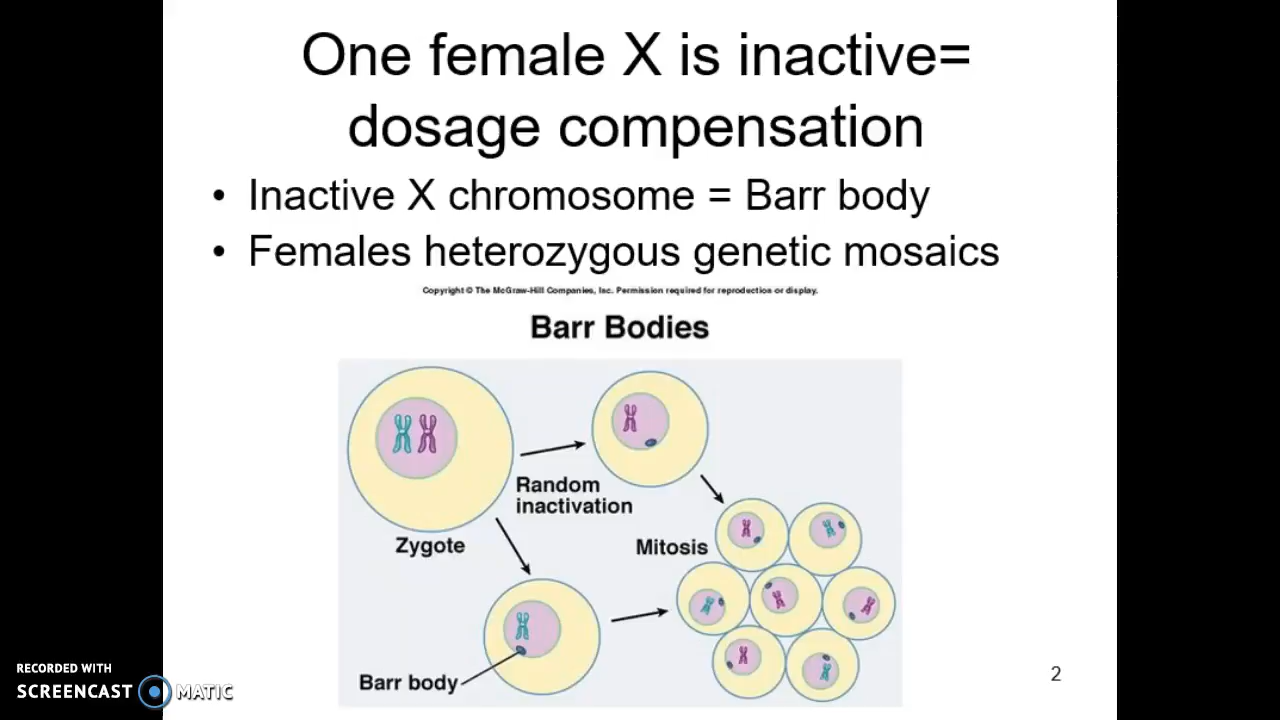 One female X is inactive=
dosage compensation
• Inactive X chromosome = Barr body
• Females heterozygous genetic mosaics
Copyright © The McGraw-Hill Companies, Inc. Permission required for reproduction or display.
Barr Bodies
Random
inactivation
Zygote
Mitosis
Barr body
2
RECORDED WITH
SCREENCAST MATIC